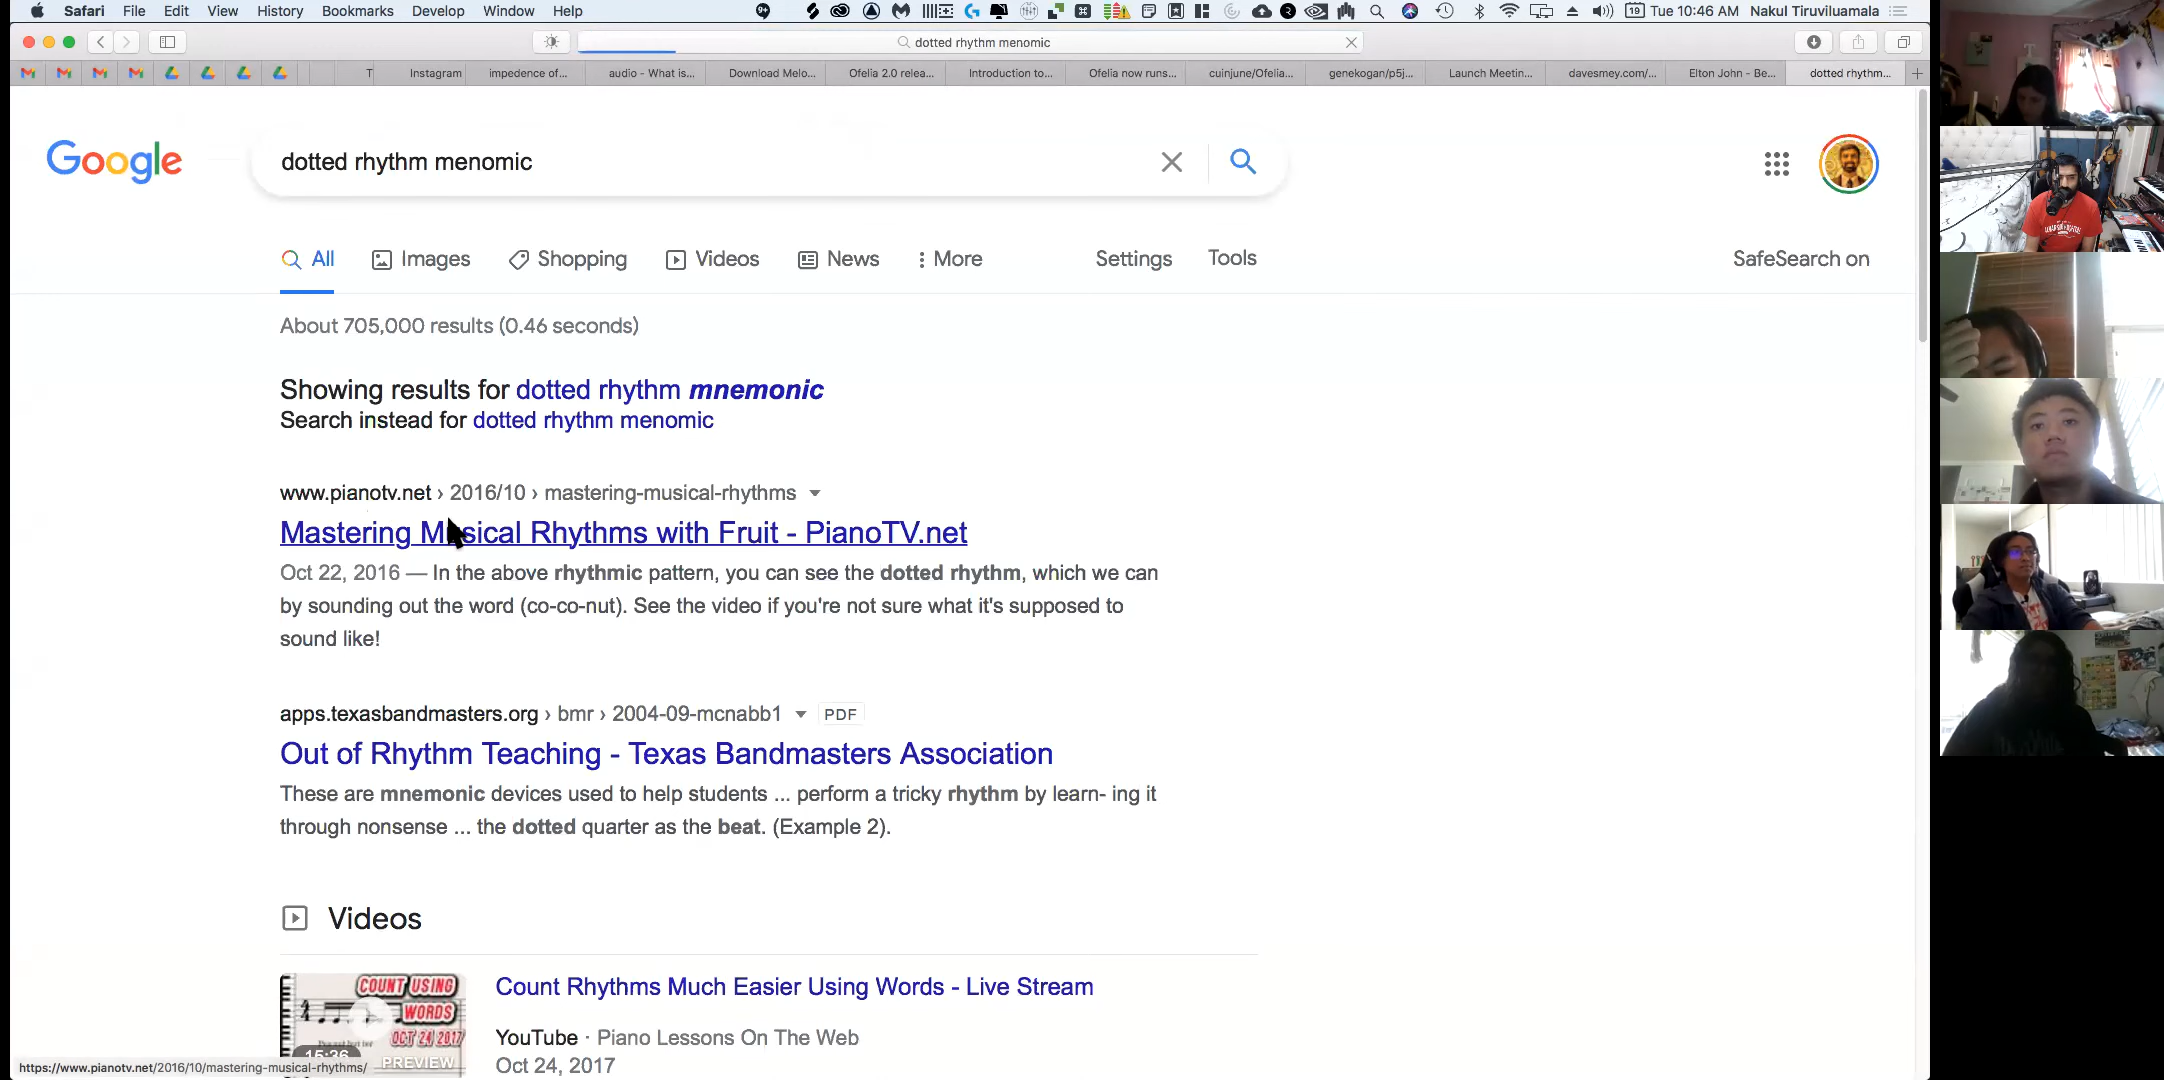 Safari File Edit View History Bookmarks Develop Window Help Tue 10:46 AM Nakul Tiruviluamala
dotted rhythm menomic
T Instagram impedence of... audio - What is... Download Melo... Ofelia 2.0 relea... Introduction to... Ofelia now runs... cuinjune/Ofelia... genekogan/p5j... Launch Meetin... davesmey.com/... Elton John - Be... dotted rhythm...
Google dotted rhythm menomic
All Images Shopping Videos News More Settings Tools SafeSearch on
About 705,000 results (0.46 seconds)
Showing results for dotted rhythm mnemonic
Search instead for dotted rhythm menomic
www.pianotv.net › 2016/10 › mastering-musical-rhythms
Mastering Musical Rhythms with Fruit - PianoTV.net
Oct 22, 2016 — In the above rhythmic pattern, you can see the dotted rhythm, which we can
by sounding out the word (co-co-nut). See the video if you're not sure what it's supposed to
sound like!
apps.texasbandmasters.org › bmr › 2004-09-mcnabb1 PDF
Out of Rhythm Teaching - Texas Bandmasters Association
These are mnemonic devices used to help students ... perform a tricky rhythm by learn- ing it
through nonsense ... the dotted quarter as the beat. (Example 2).
Videos
COUNT USING
WORDS
OCT 24 2017
15:36
PREVIEW
Count Rhythms Much Easier Using Words - Live Stream
YouTube · Piano Lessons On The Web
Oct 24, 2017
https://www.pianotv.net/2016/10/mastering-musical-rhythms/